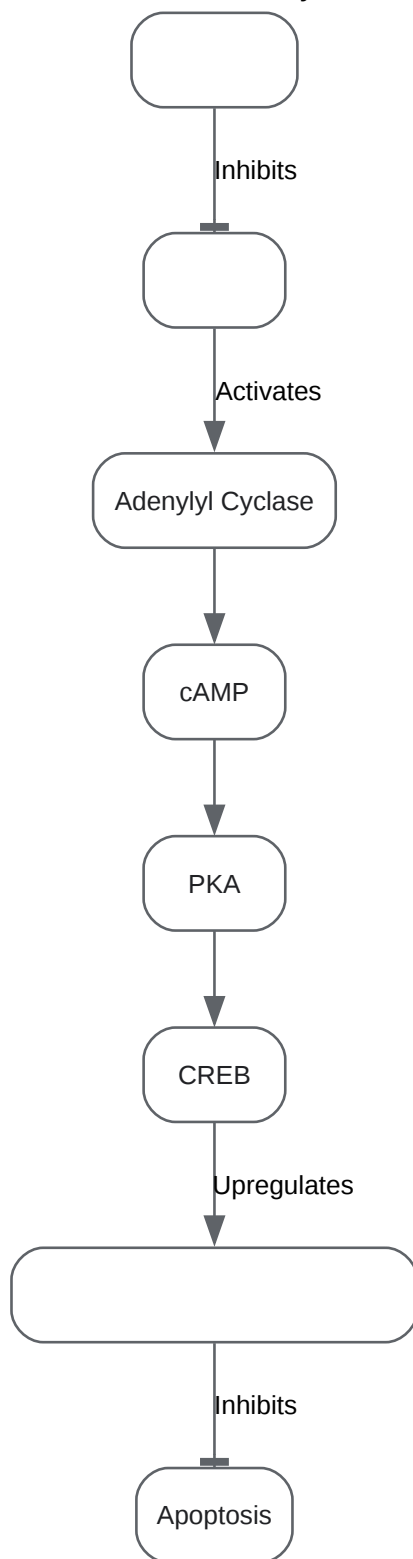 Inhibits
Activates
Adenylyl Cyclase
cAMP
PKA
CREB
Upregulates
Inhibits
Apoptosis